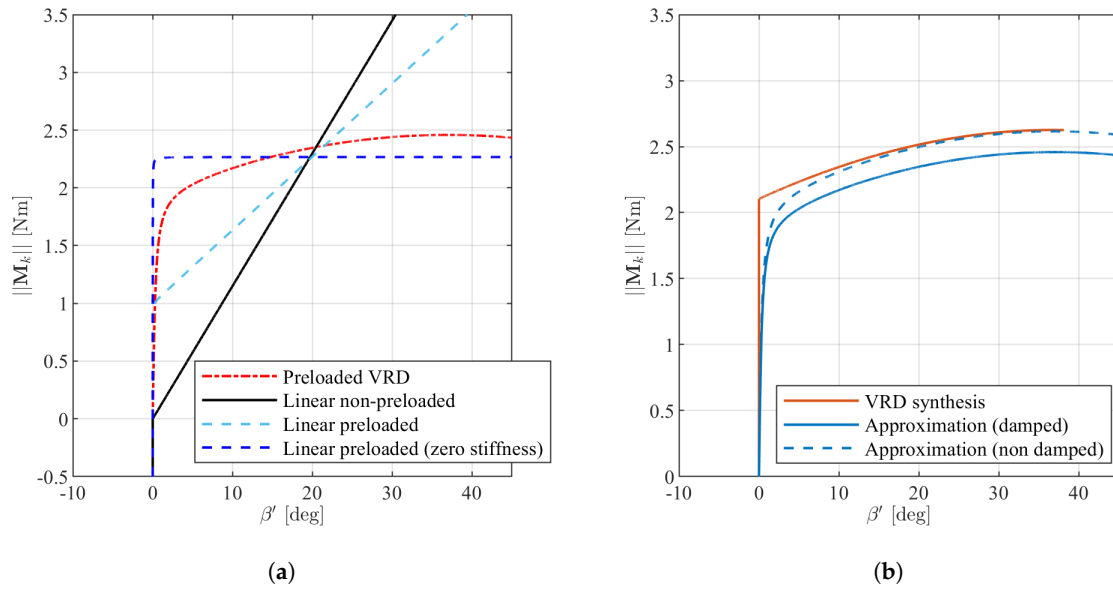 3.5
3
2.5
2
1.5
1
0.5
0
-0.5
-10
0
10
20
30
40
β′ [deg]
||M_k|| [Nm]
Preloaded VRD
Linear non-preloaded
Linear preloaded
Linear preloaded (zero stiffness)
(a)
3.5
3
2.5
2
1.5
1
0.5
0
-10
0
10
20
30
40
β′ [deg]
||M_k|| [Nm]
VRD synthesis
Approximation (damped)
Approximation (non damped)
(b)